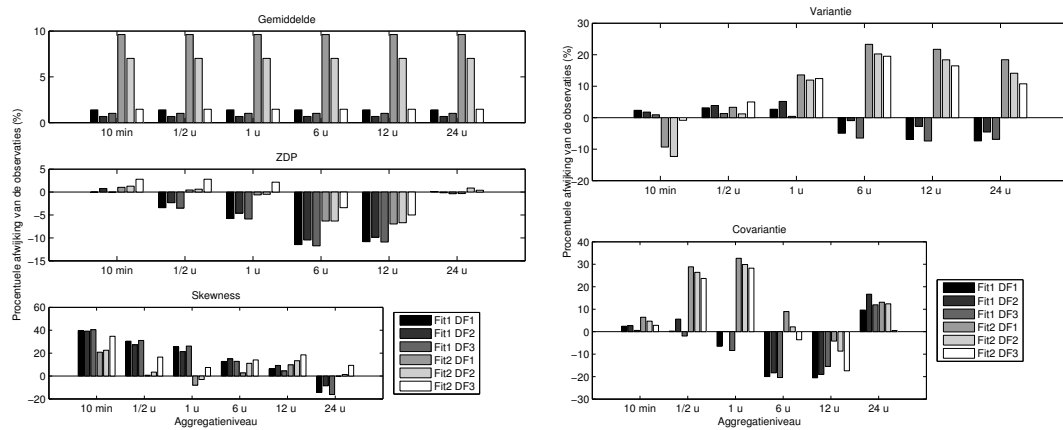 Gemiddelde
10
5
0
10 min 1/2 u 1 u 6 u 12 u 24 u
ZDP
5
0
−5
−10
−15
10 min 1/2 u 1 u 6 u 12 u 24 u
Procentuele afwijking van de observaties (%)
Skewness
60
40
20
0
−20
10 min 1/2 u 1 u 6 u 12 u 24 u
Aggregatieniveau
Fit1 DF1
Fit1 DF2
Fit1 DF3
Fit2 DF1
Fit2 DF2
Fit2 DF3
Variantie
30
20
10
0
−10
−20
10 min 1/2 u 1 u 6 u 12 u 24 u
Procentuele afwijking van de observaties (%)
Covariantie
40
30
20
10
0
−10
−20
−30
10 min 1/2 u 1 u 6 u 12 u 24 u
Aggregatieniveau
Fit1 DF1
Fit1 DF2
Fit1 DF3
Fit2 DF1
Fit2 DF2
Fit2 DF3